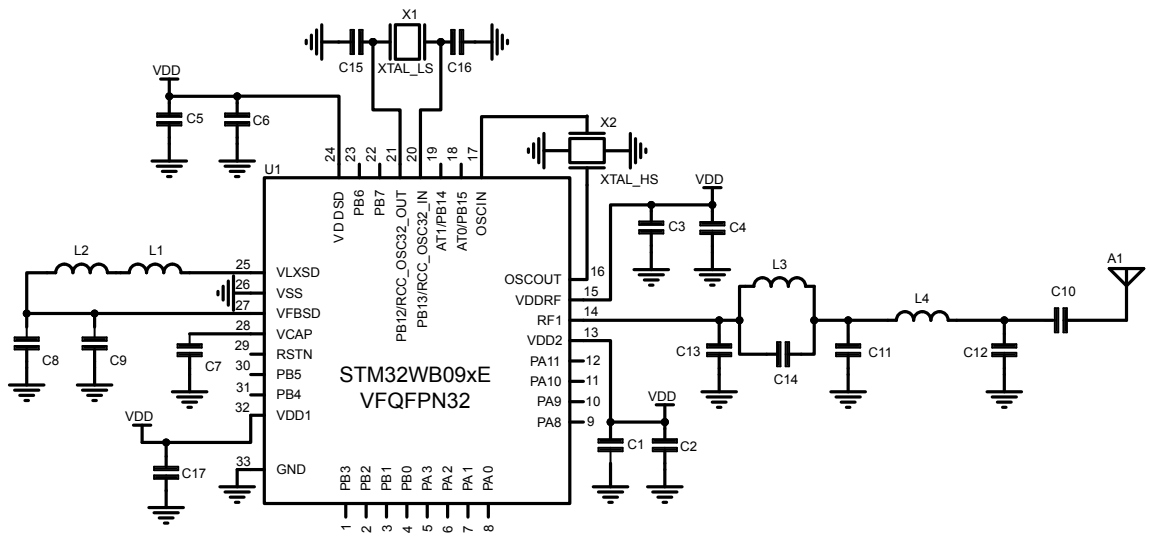 X1
C15
C16
XTAL_LS
VDD
C5
C6
X2
XTAL_HS
VDD
C3
C4
24
23
22
21
20
19
18
17
U1
VDDSD
PB6
PB7
PB12/RCC_OSC32_OUT
PB13/RCC_OSC32_IN
AT1/PB14
AT0/PB15
OSCIN
L2
L1
25
VLXSD
26
VSS
27
VFBSD
28
VCAP
29
RSTN
30
PB5
31
PB4
32
VDD1
33
GND
C8
C9
C7
VDD
C17
STM32WB09xE
VFQFPN32
OSCOUT
16
VDDRF
15
RF1
14
VDD2
13
PA11
12
PA10
11
PA9
10
PA8
9
L3
C13
C14
C11
L4
C12
C10
A1
VDD
C1
C2
PB3
PB2
PB1
PB0
PA3
PA2
PA1
PA0
1
2
3
4
5
6
7
8